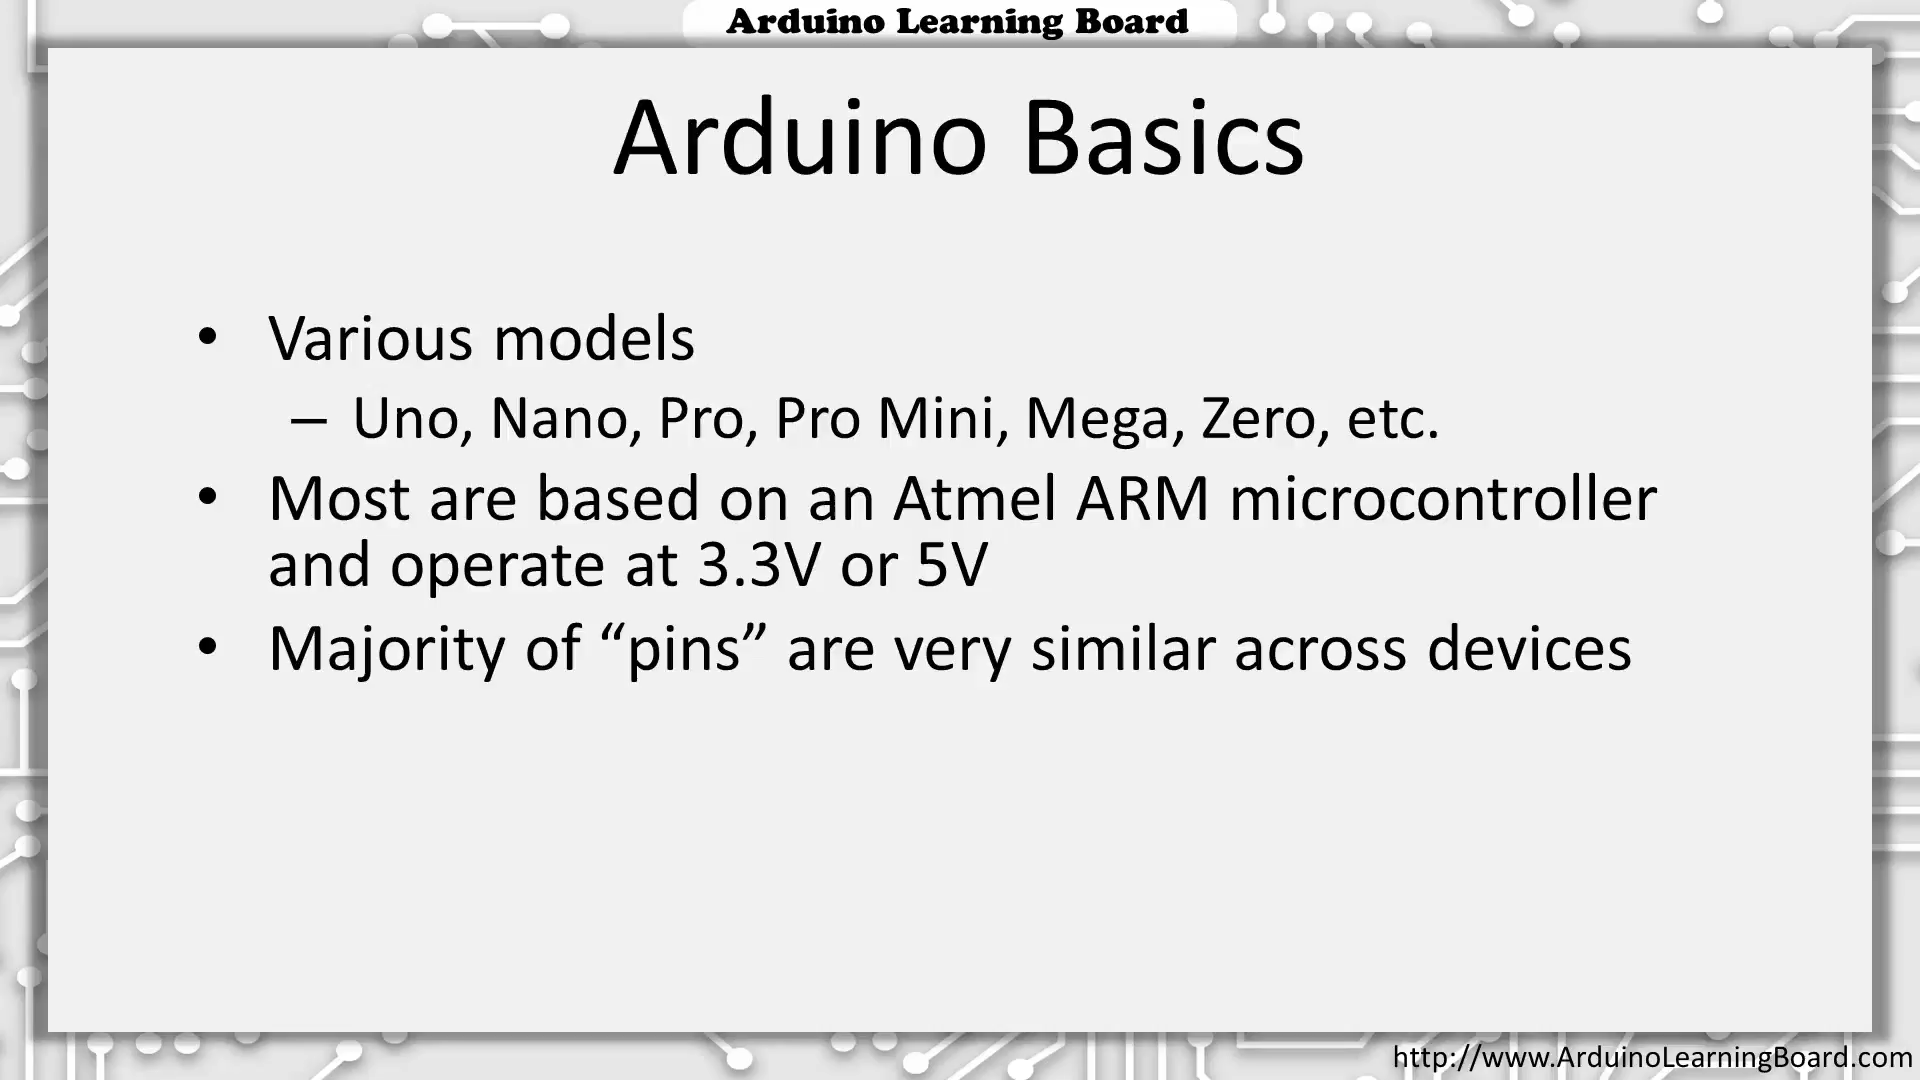 Arduino Learning Board
Arduino Basics
• Various models
– Uno, Nano, Pro, Pro Mini, Mega, Zero, etc.
• Most are based on an Atmel ARM microcontroller
and operate at 3.3V or 5V
• Majority of “pins” are very similar across devices
http://www.ArduinoLearningBoard.com